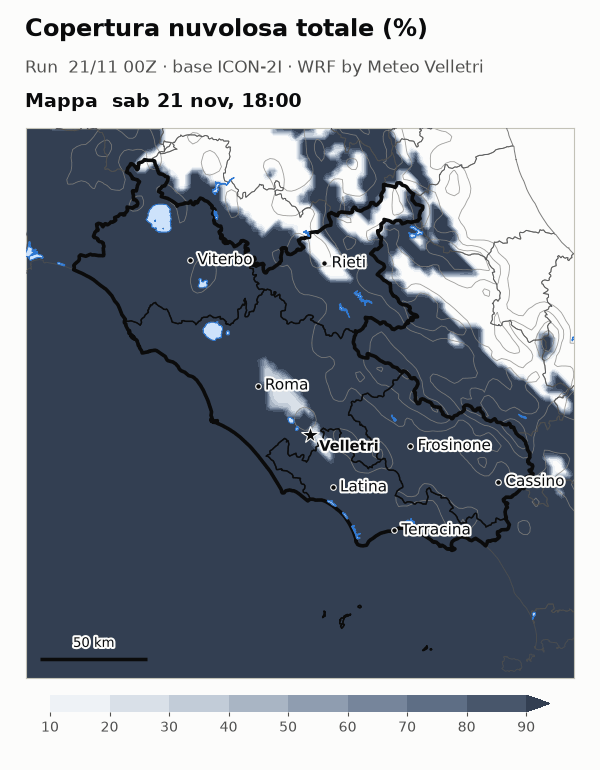 Copertura nuvolosa totale (%)
Run  21/11 00Z · base ICON-2I · WRF by Meteo Velletri
Mappa  sab 21 nov, 18:00
Viterbo
Rieti
Roma
Velletri
Frosinone
Latina
Cassino
Terracina
50 km
10 20 30 40 50 60 70 80 90